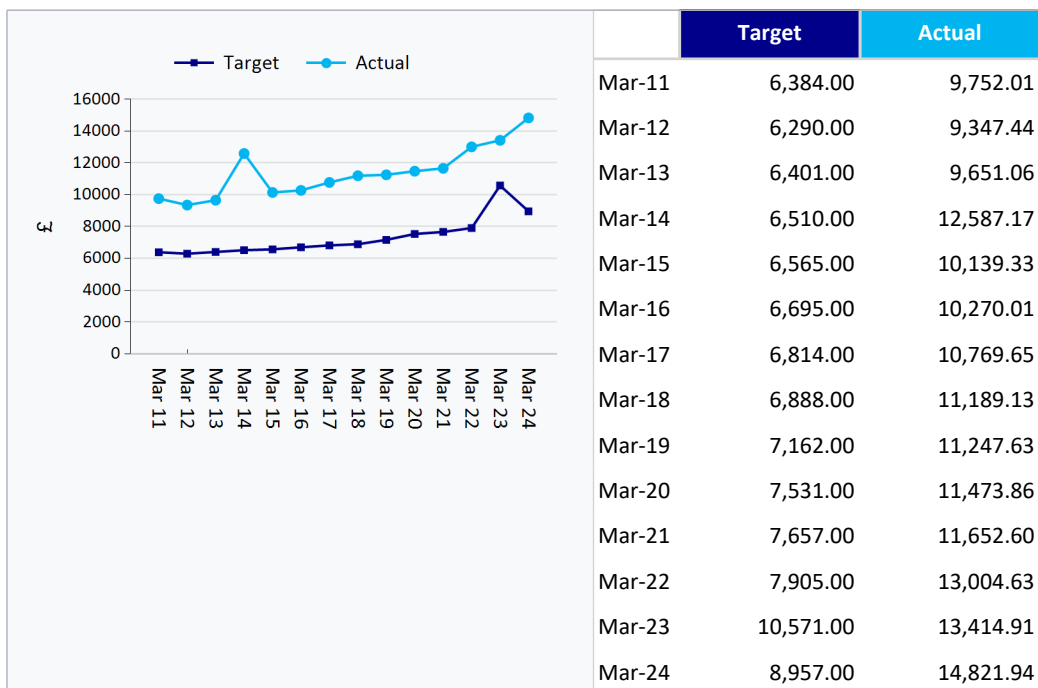 Target Actual
£
16000
14000
12000
10000
8000
6000
4000
2000
0
Mar 11
Mar 12
Mar 13
Mar 14
Mar 15
Mar 16
Mar 17
Mar 18
Mar 19
Mar 20
Mar 21
Mar 22
Mar 23
Mar 24
Target Actual
Mar-11 6,384.00 9,752.01
Mar-12 6,290.00 9,347.44
Mar-13 6,401.00 9,651.06
Mar-14 6,510.00 12,587.17
Mar-15 6,565.00 10,139.33
Mar-16 6,695.00 10,270.01
Mar-17 6,814.00 10,769.65
Mar-18 6,888.00 11,189.13
Mar-19 7,162.00 11,247.63
Mar-20 7,531.00 11,473.86
Mar-21 7,657.00 11,652.60
Mar-22 7,905.00 13,004.63
Mar-23 10,571.00 13,414.91
Mar-24 8,957.00 14,821.94